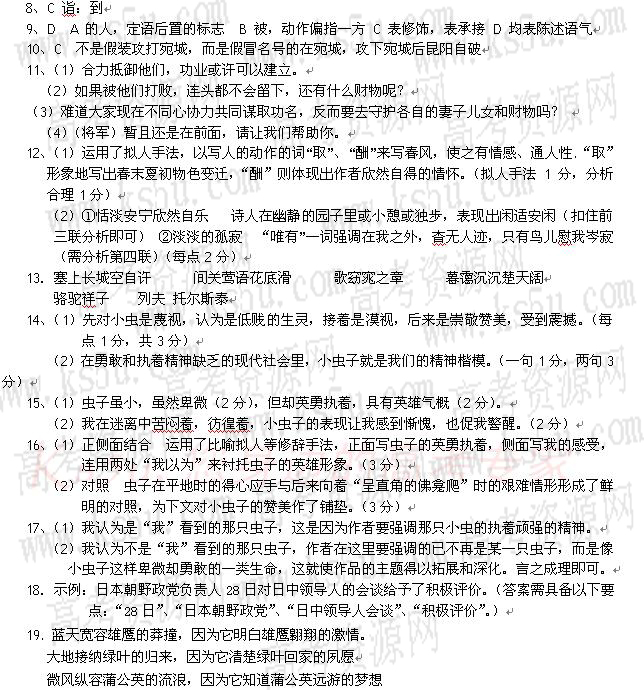 8、C 诣：到
9、D A 的人，定语后置的标志 B 被，动作偏指一方 C 表修饰，表承接 D 均表陈述语气
10、C 不是假装攻打宛城，而是假冒名号的在宛城，攻下宛城后昆阳自破
11、（1）合力抵御他们，功业或许可以建立。
（2）如果被他们打败，连头都不会留下，还有什么财物呢？
（3）难道大家现在不同心协力共同谋取功名，反而要去守护各自的妻子儿女和财物吗？
（4）（将军）暂且还是在前面，请让我们帮助你。
12、（1）运用了拟人手法，以写人的动作的词“取”、“酬”来写春风，使之有情感、通人性.“取”
形象地写出春末夏初物色变迁，“酬”则体现出作者欣然自得的情怀。（拟人手法 1 分，分析
合理 1 分）
（2）①恬淡安宁欣然自乐 诗人在幽静的园子里或小憩或独步，表现出闲适安闲（扣住前
三联分析即可） ②淡淡的孤寂 “唯有”一词强调在我之外，杳无人迹，只有鸟儿慰我岑寂
（需分析第四联）（每点 2 分）
13．塞上长城空自许 间关莺语花底滑 歌窈窕之章 暮霭沉沉楚天阔
骆驼祥子 列夫 托尔斯泰
14、（1）先对小虫是蔑视，认为是低贱的生灵，接着是漠视，后来是崇敬赞美，受到震撼。（每
点 1 分，共 3 分）
（2）在勇敢和执着精神缺乏的现代社会里，小虫子就是我们的精神楷模。（一句 1 分，两句 3
分）
15、（1）虫子虽小，虽然卑微（2 分），但却英勇执着，具有英雄气概（2 分）。
（2）我在迷离中苦闷着，彷徨着，小虫子的表现让我感到惭愧，也促我警醒。（2 分）
16、（1）正侧面结合 运用了比喻拟人等修辞手法，正面写虫子的英勇执着，侧面写我的感受，
连用两处“我以为”来衬托虫子的英雄形象。（3 分）
（2）对照 虫子在平地时的得心应手与后来向着“呈直角的佛龛爬”时的艰难情形形成了鲜
明的对照，为下文对小虫子的赞美作了铺垫。（3 分）
17、（1）我认为是“我”看到的那只虫子，这是因为作者要强调那只小虫的执着顽强的精神。
（2）我认为不是“我”看到的那只虫子，作者在这里要强调的已不再是某一只虫子，而是像
小虫子这样卑微却勇敢的一类生命，这就使作品的主题得以拓展和深化。言之成理即可。
18．示例：日本朝野政党负责人 28 日对日中领导人的会谈给予了积极评价。（答案需具备以下要
点：“28 日”、“日本朝野政党”、“日中领导人会谈”、“积极评价”。）
19．蓝天宽容雄鹰的莽撞，因为它明白雄鹰翱翔的激情。
大地接纳绿叶的归来，因为它清楚绿叶回家的夙愿
微风纵容蒲公英的流浪，因为它知道蒲公英远游的梦想